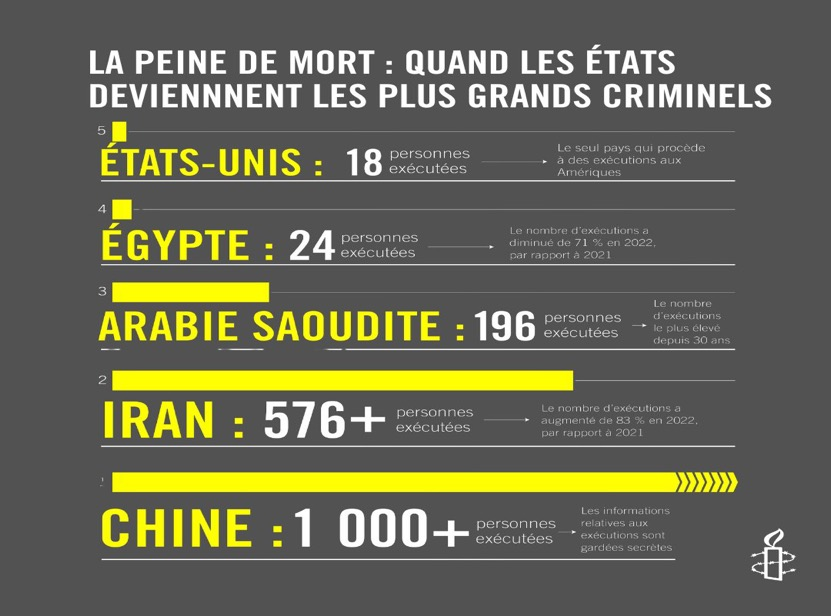 LA PEINE DE MORT : QUAND LES ÉTATS
DEVIENNNENT LES PLUS GRANDS CRIMINELS
5
ÉTATS-UNIS : 18 personnes exécutées
Le seul pays qui procède
à des exécutions aux
Amériques
4
ÉGYPTE : 24 personnes exécutées
Le nombre d'exécutions a
diminué de 71 % en 2022,
par rapport à 2021
3
ARABIE SAOUDITE : 196 personnes exécutées
Le nombre
d'exécutions
le plus élevé
depuis 30 ans
2
IRAN : 576+ personnes exécutées
Le nombre d'exécutions a
augmenté de 83 % en 2022,
par rapport à 2021
CHINE : 1 000+ personnes exécutées
Les informations
relatives aux
exécutions sont
gardées secrètes